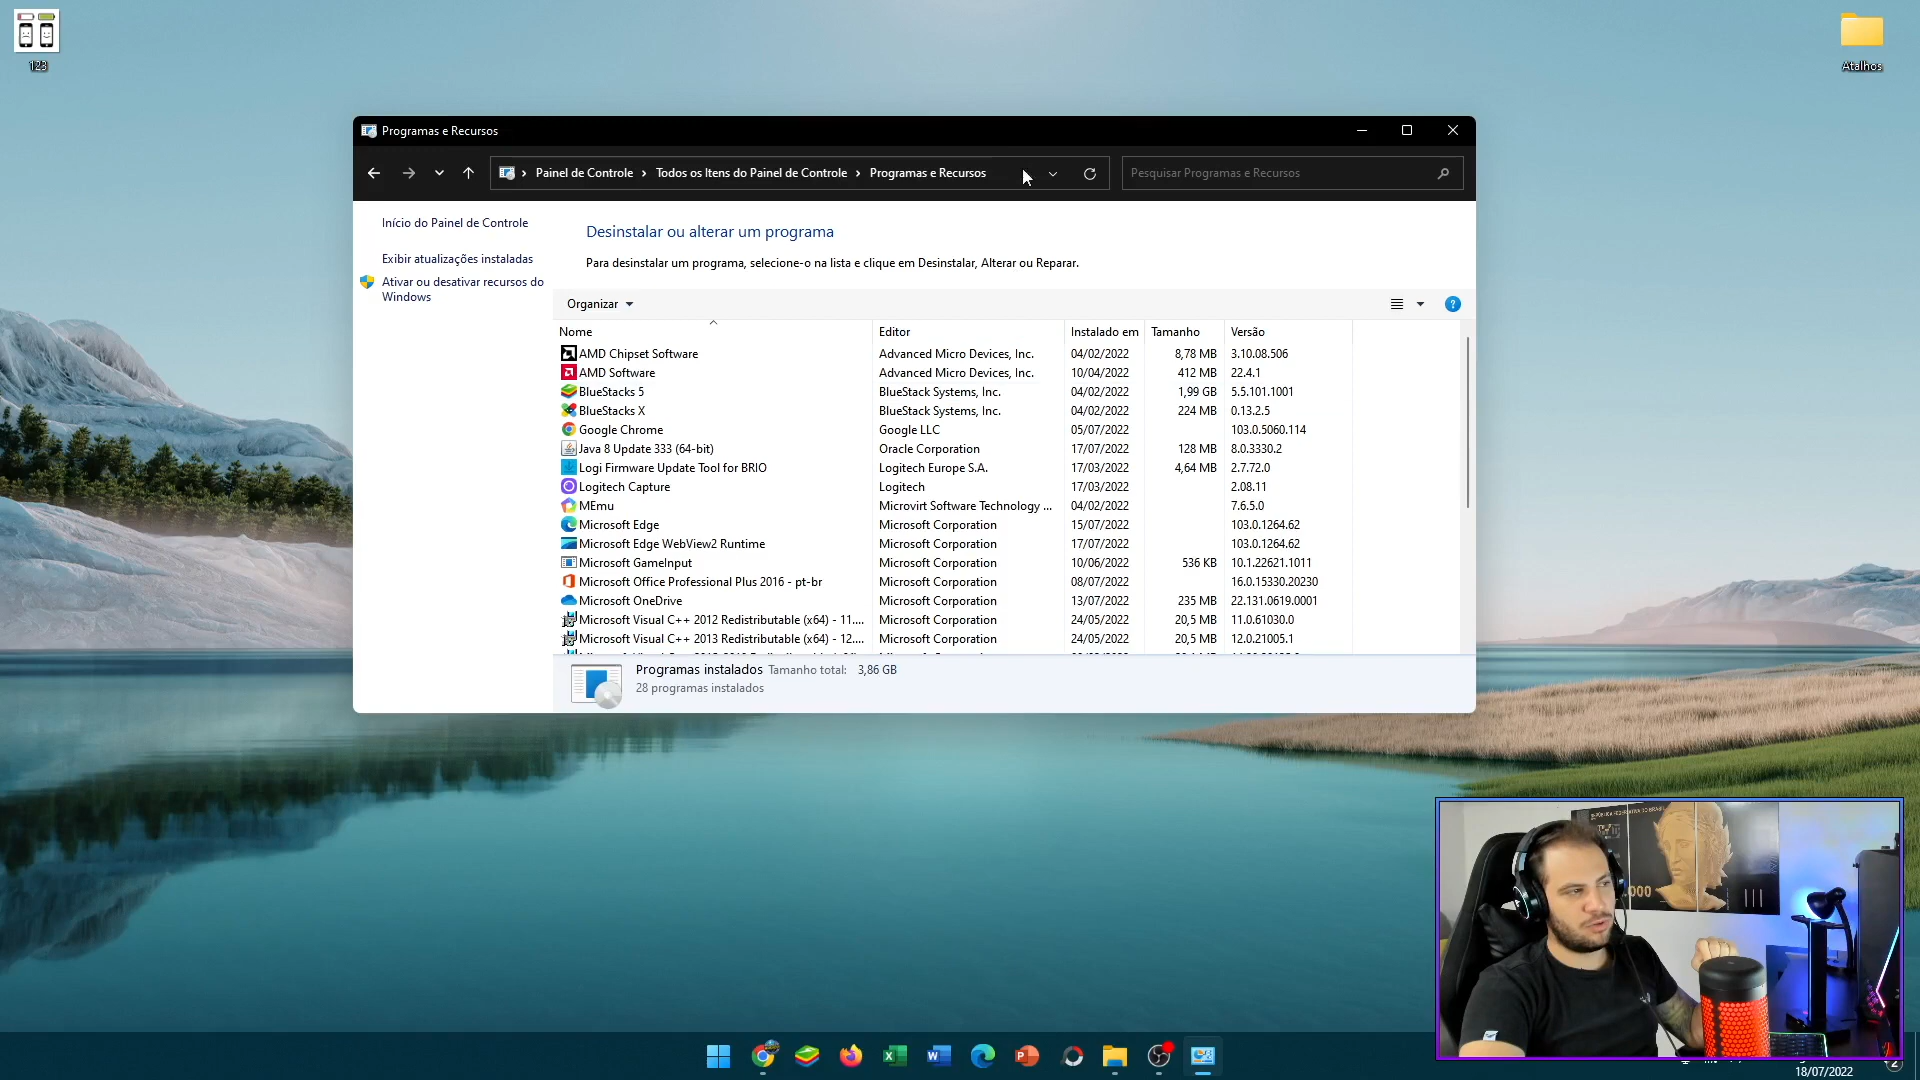 123
Atalhos
Programas e Recursos
Painel de Controle > Todos os Itens do Painel de Controle > Programas e Recursos
Pesquisar Programas e Recursos
Início do Painel de Controle
Exibir atualizações instaladas
Ativar ou desativar recursos do
Windows
Desinstalar ou alterar um programa
Para desinstalar um programa, selecione-o na lista e clique em Desinstalar, Alterar ou Reparar.
Organizar
Nome Editor Instalado em Tamanho Versão
AMD Chipset Software Advanced Micro Devices, Inc. 04/02/2022 8,78 MB 3.10.08.506
AMD Software Advanced Micro Devices, Inc. 10/04/2022 412 MB 22.4.1
BlueStacks 5 BlueStack Systems, Inc. 04/02/2022 1,99 GB 5.5.101.1001
BlueStacks X BlueStack Systems, Inc. 04/02/2022 224 MB 0.13.2.5
Google Chrome Google LLC 05/07/2022 103.0.5060.114
Java 8 Update 333 (64-bit) Oracle Corporation 17/07/2022 128 MB 8.0.3330.2
Logi Firmware Update Tool for BRIO Logitech Europe S.A. 17/03/2022 4,64 MB 2.7.72.0
Logitech Capture Logitech 17/03/2022 2.08.11
MEmu Microvirt Software Technology ... 04/02/2022 7.6.5.0
Microsoft Edge Microsoft Corporation 15/07/2022 103.0.1264.62
Microsoft Edge WebView2 Runtime Microsoft Corporation 17/07/2022 103.0.1264.62
Microsoft GameInput Microsoft Corporation 10/06/2022 536 KB 10.1.22621.1011
Microsoft Office Professional Plus 2016 - pt-br Microsoft Corporation 08/07/2022 16.0.15330.20230
Microsoft OneDrive Microsoft Corporation 13/07/2022 235 MB 22.131.0619.0001
Microsoft Visual C++ 2012 Redistributable (x64) - 11.... Microsoft Corporation 24/05/2022 20,5 MB 11.0.61030.0
Microsoft Visual C++ 2013 Redistributable (x64) - 12.... Microsoft Corporation 24/05/2022 20,5 MB 12.0.21005.1
Programas instalados Tamanho total: 3,86 GB
28 programas instalados
18/07/2022